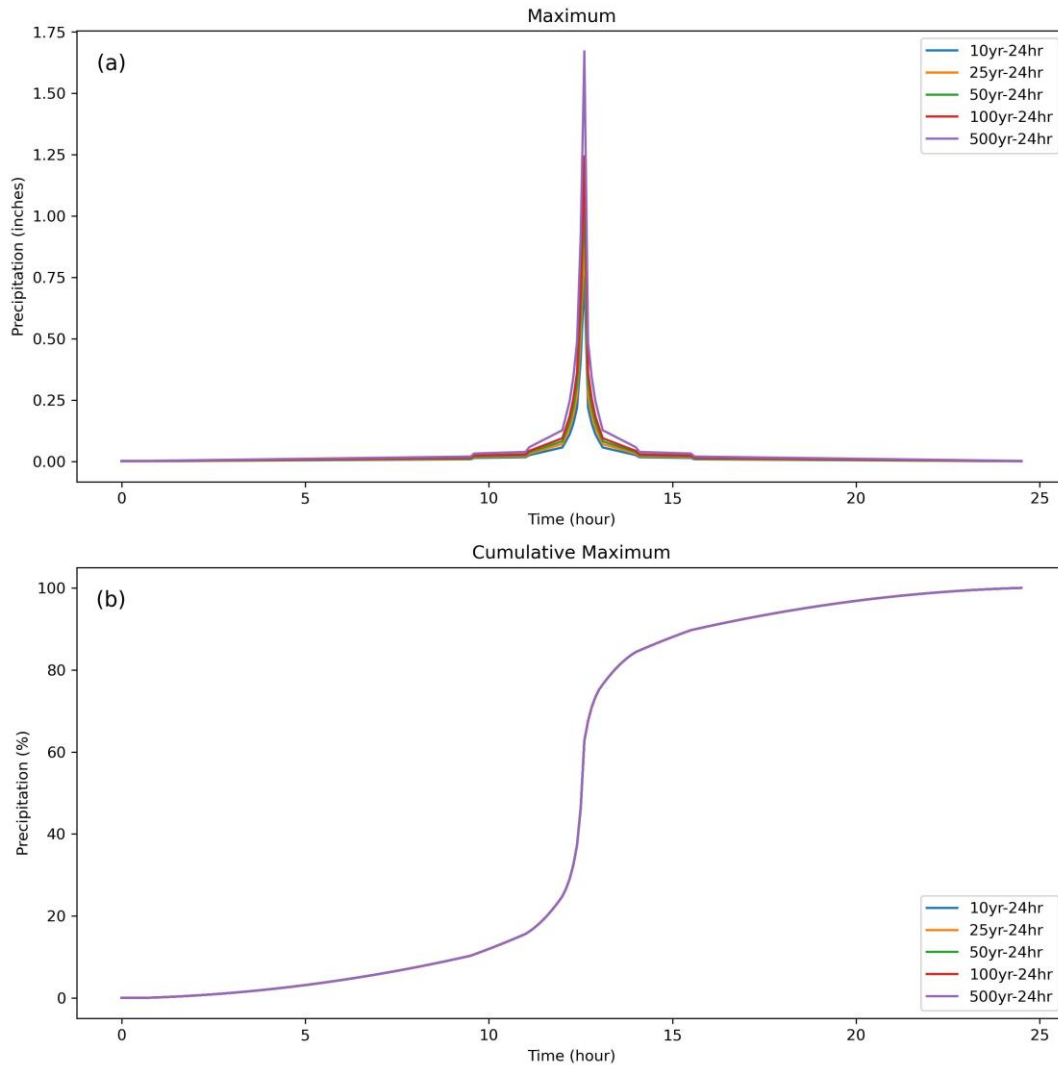 Maximum
(a)
10yr-24hr
25yr-24hr
50yr-24hr
100yr-24hr
500yr-24hr
Precipitation (inches)
1.75
1.50
1.25
1.00
0.75
0.50
0.25
0.00
0 5 10 15 20 25
Time (hour)
Cumulative Maximum
(b)
Precipitation (%)
100
80
60
40
20
0
10yr-24hr
25yr-24hr
50yr-24hr
100yr-24hr
500yr-24hr
0 5 10 15 20 25
Time (hour)